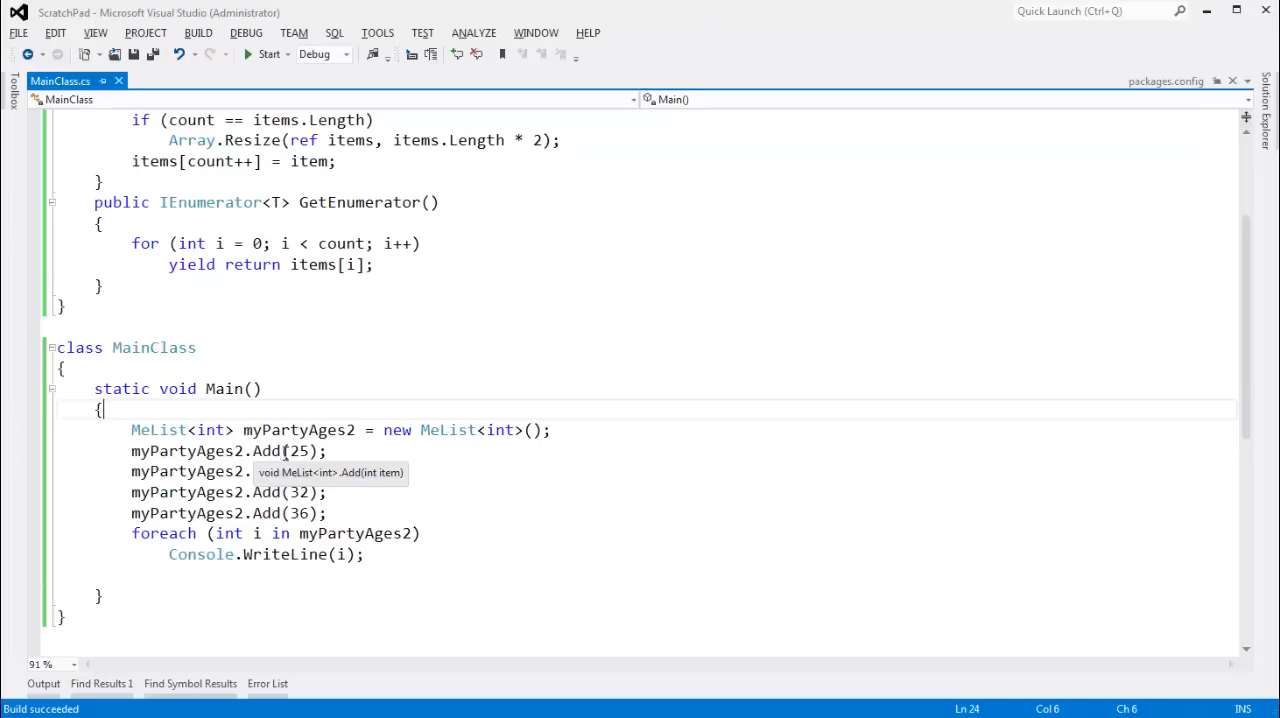 ScratchPad - Microsoft Visual Studio (Administrator)
Quick Launch (Ctrl+Q)
FILE EDIT VIEW PROJECT BUILD DEBUG TEAM SQL TOOLS TEST ANALYZE WINDOW HELP
Start Debug
Toolbox
MainClass.cs
packages.config
Solution Explorer
MainClass
Main()
if (count == items.Length)
Array.Resize(ref items, items.Length * 2);
items[count++] = item;
}
public IEnumerator<T> GetEnumerator()
{
for (int i = 0; i < count; i++)
yield return items[i];
}
}
class MainClass
{
static void Main()
{
MeList<int> myPartyAges2 = new MeList<int>();
myPartyAges2.Add(25);
myPartyAges2.
void MeList<int>.Add(int item)
myPartyAges2.Add(32);
myPartyAges2.Add(36);
foreach (int i in myPartyAges2)
Console.WriteLine(i);
}
}
91 %
Output Find Results 1 Find Symbol Results Error List
Build succeeded
Ln 24 Col 6 Ch 6 INS